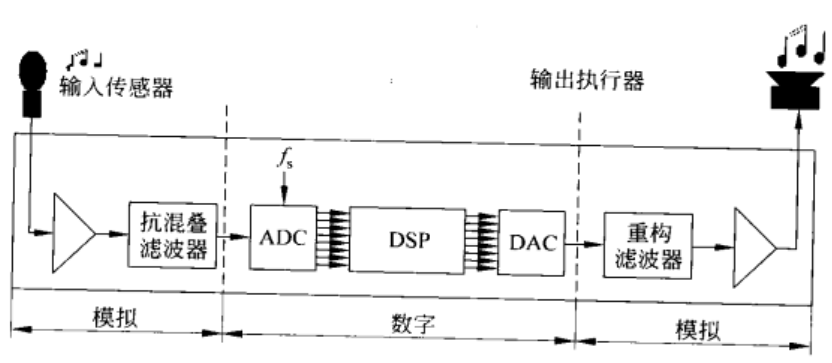 输入传感器
输出执行器
fs
抗混叠
滤波器
ADC
DSP
DAC
重构
滤波器
模拟
数字
模拟